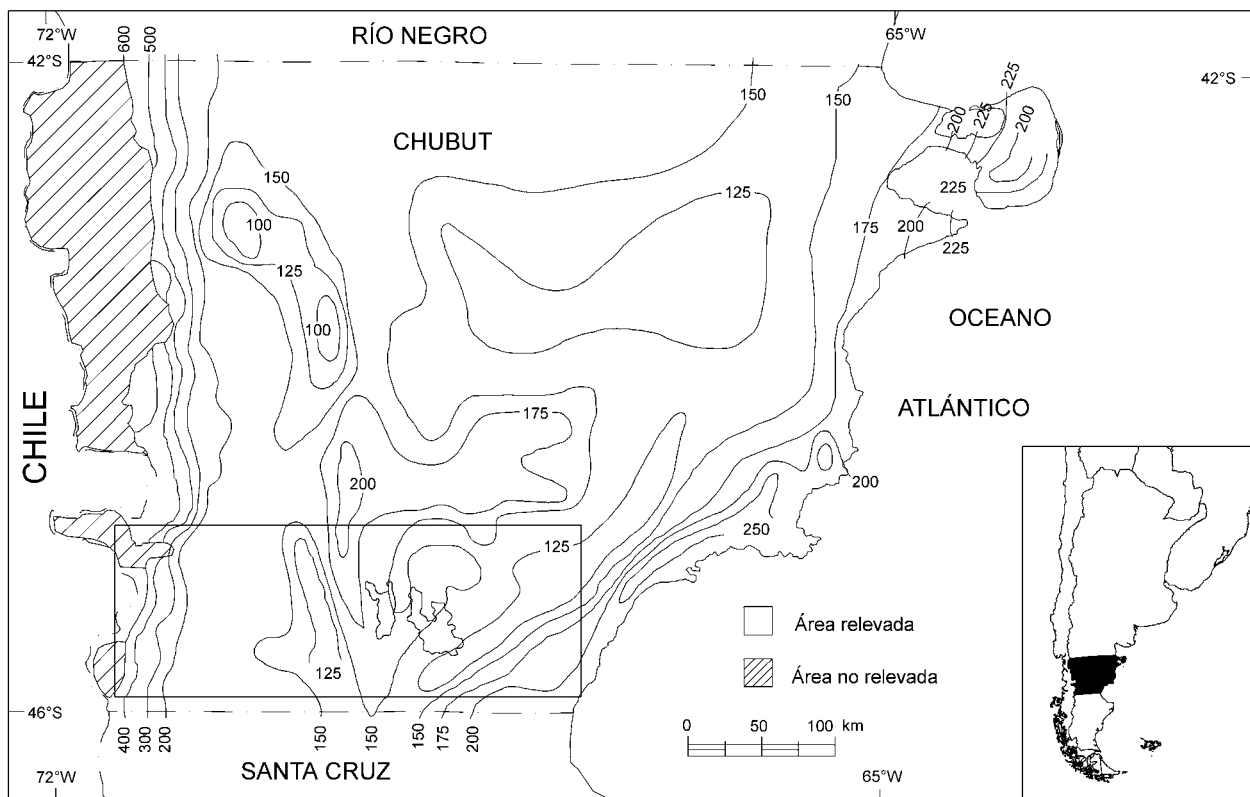 72°W
600
500
RÍO NEGRO
65°W
42°S
42°S
225
150
150
200
225
200
CHUBUT
150
125
225
100
175
200
225
125
OCEANO
100
CHILE
ATLÁNTICO
175
200
200
250
125
Área relevada
125
Área no relevada
46°S
0 50 100 km
400
300
200
150
150
150
175
200
SANTA CRUZ
72°W
65°W